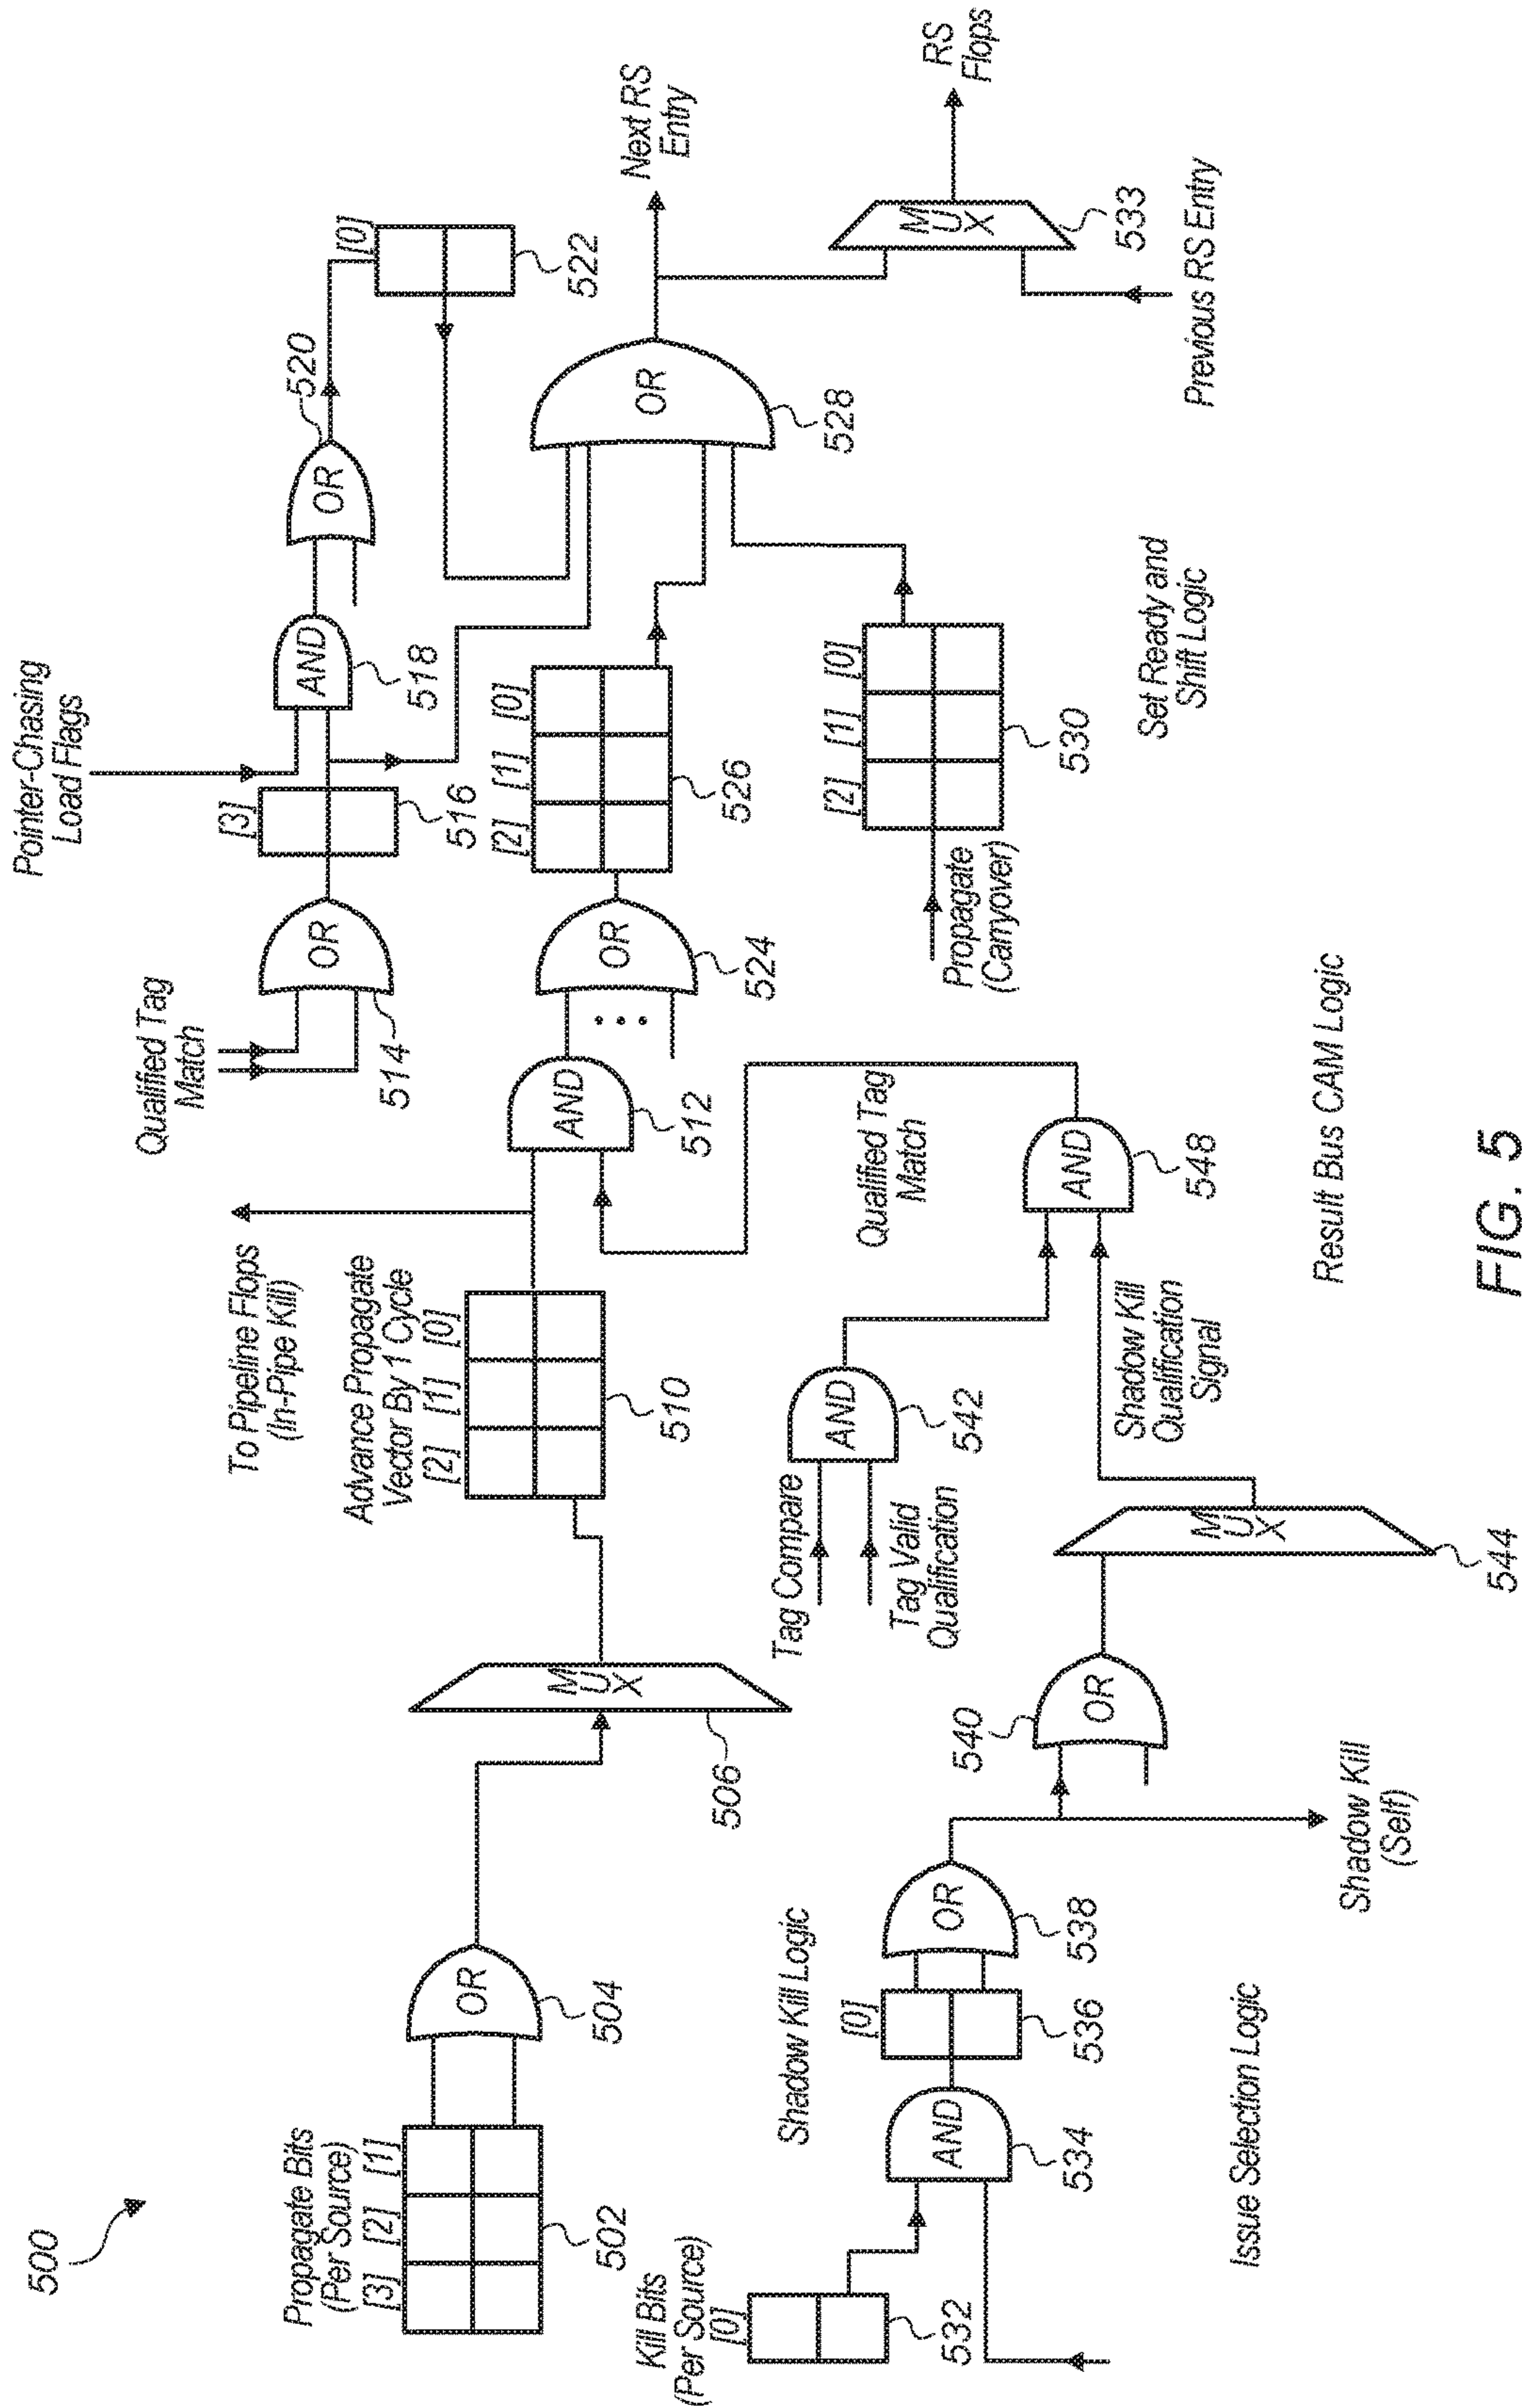 500
Propagate Bits
(Per Source)
[3] [2] [1]
502
OR
504
MUX
506
Advance Propagate
Vector By 1 Cycle
[2] [1] [0]
510
To Pipeline Flops
(In-Pipe Kill)
AND
512
Qualified Tag
Match
OR
514
[3]
516
Pointer-Chasing
Load Flags
AND
518
OR
520
[0]
522
OR
524
[2] [1] [0]
526
OR
528
Next RS
Entry
Propagate
(Carryover)
[2] [1] [0]
530
MUX
533
RS
Flops
Previous RS Entry
Set Ready and
Shift Logic
Kill Bits
(Per Source)
[0]
532
AND
534
Shadow Kill Logic
[0]
536
OR
538
Shadow Kill
(Self)
OR
540
MUX
544
Tag Compare
Tag Valid
Qualification
AND
542
Shadow Kill
Qualification
Signal
AND
548
Qualified Tag
Match
Issue Selection Logic
Result Bus CAM Logic
FIG. 5